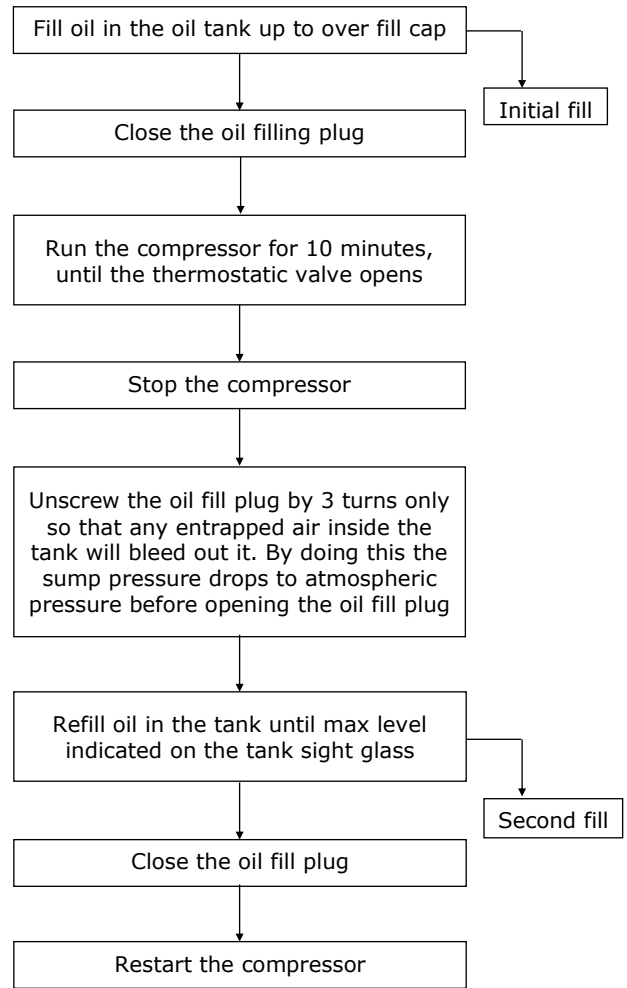 Fill oil in the oil tank up to over fill cap
Initial fill
Close the oil filling plug
Run the compressor for 10 minutes,
until the thermostatic valve opens
Stop the compressor
Unscrew the oil fill plug by 3 turns only
so that any entrapped air inside the
tank will bleed out it. By doing this the
sump pressure drops to atmospheric
pressure before opening the oil fill plug
Refill oil in the tank until max level
indicated on the tank sight glass
Second fill
Close the oil fill plug
Restart the compressor